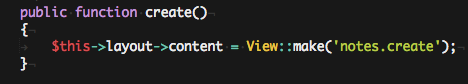 public function create()
{
    $this->layout->content = View::make('notes.create');
}